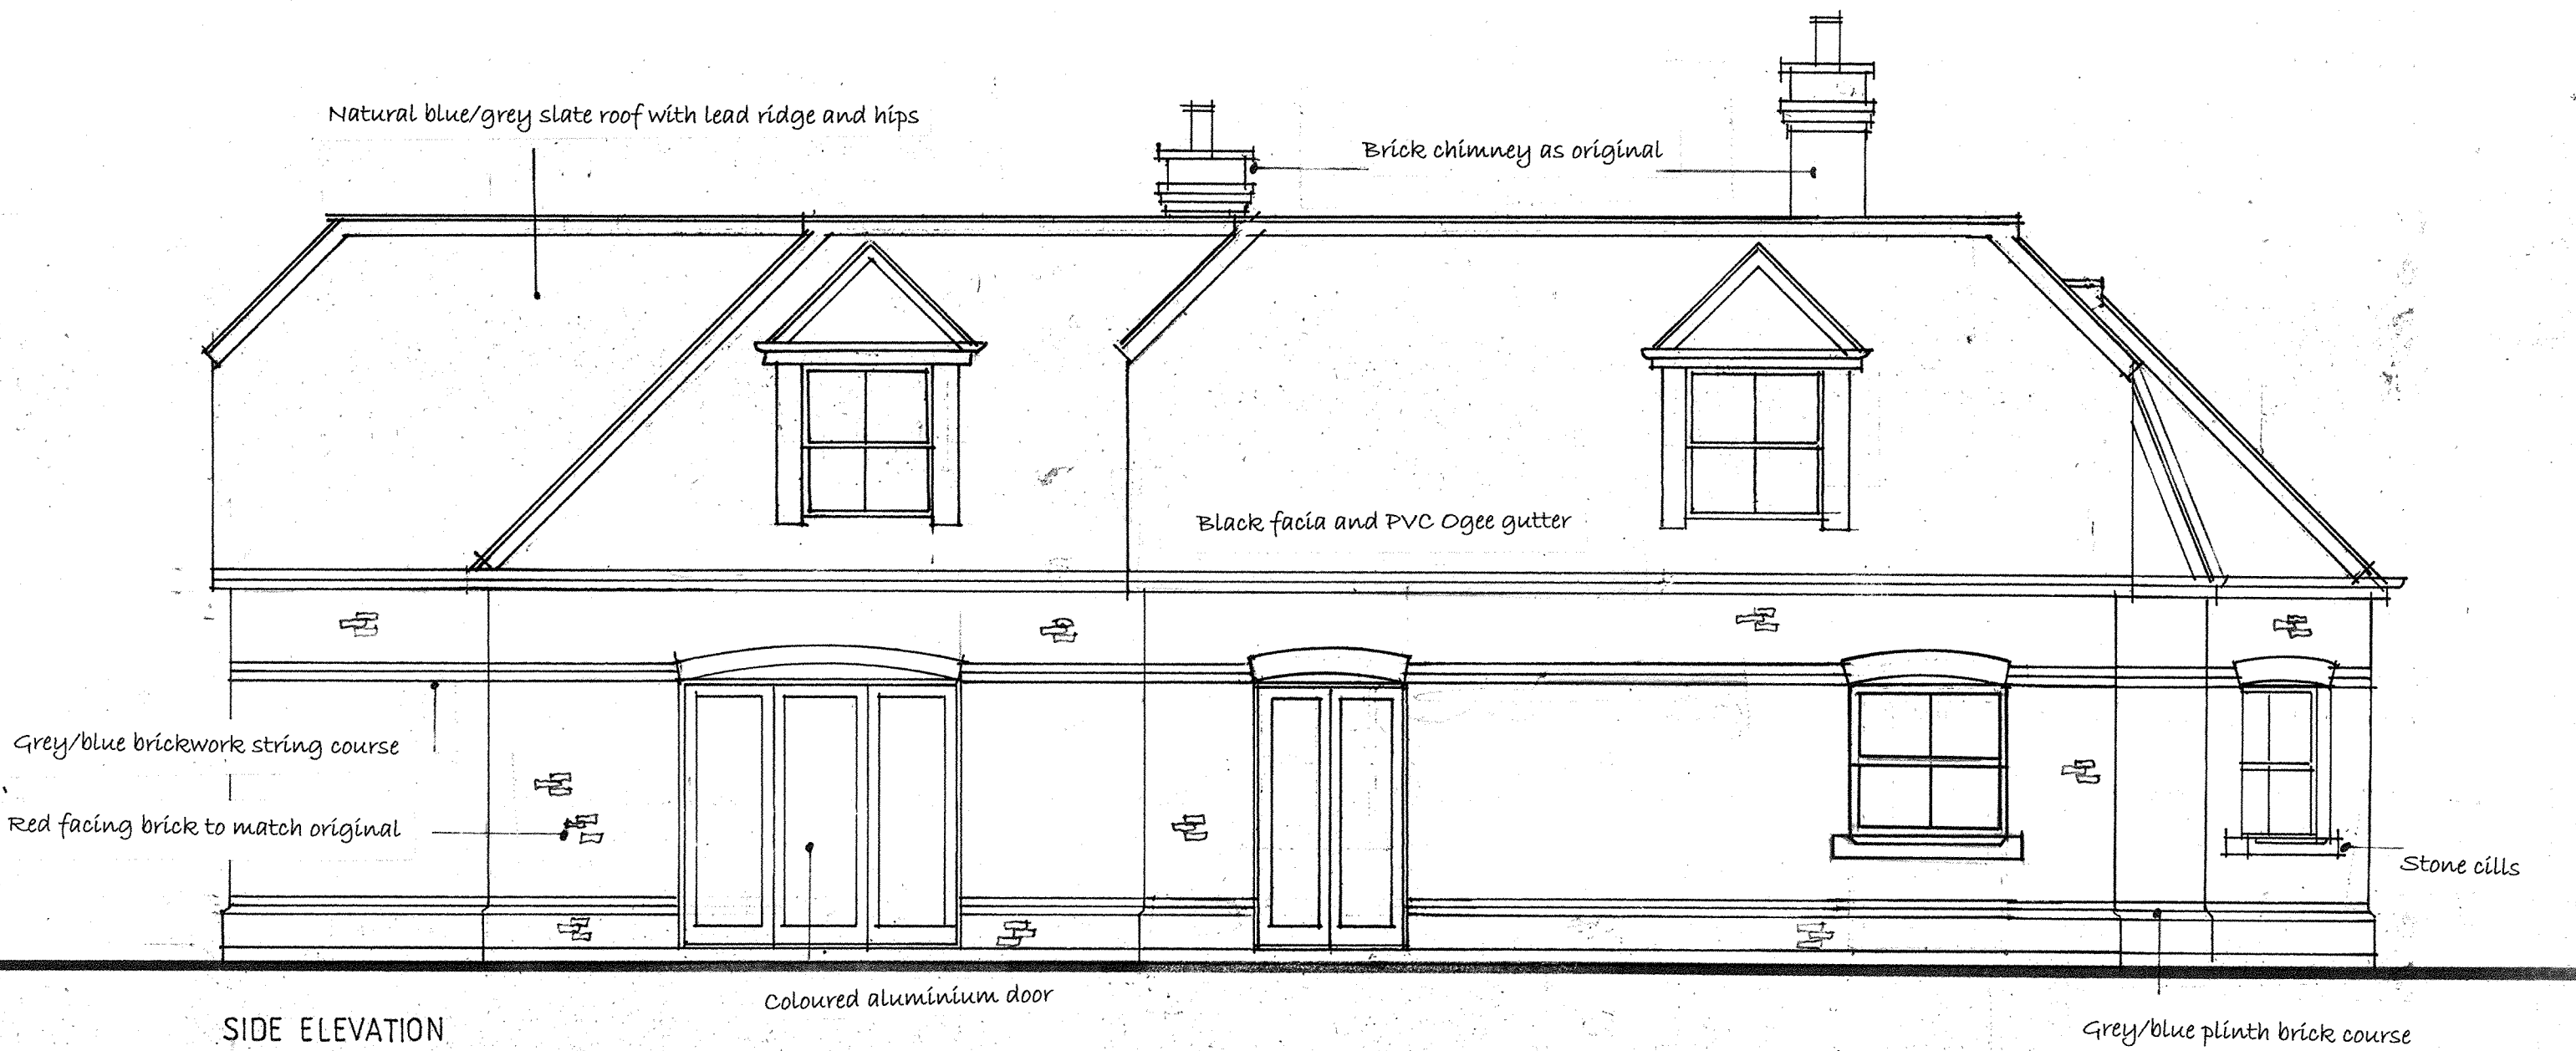 Natural blue/grey slate roof with lead ridge and hips
Brick chimney as original
Black facia and PVC Ogee gutter
Grey/blue brickwork string course
Red facing brick to match original
Stone cills
Coloured aluminium door
SIDE ELEVATION
Grey/blue plinth brick course